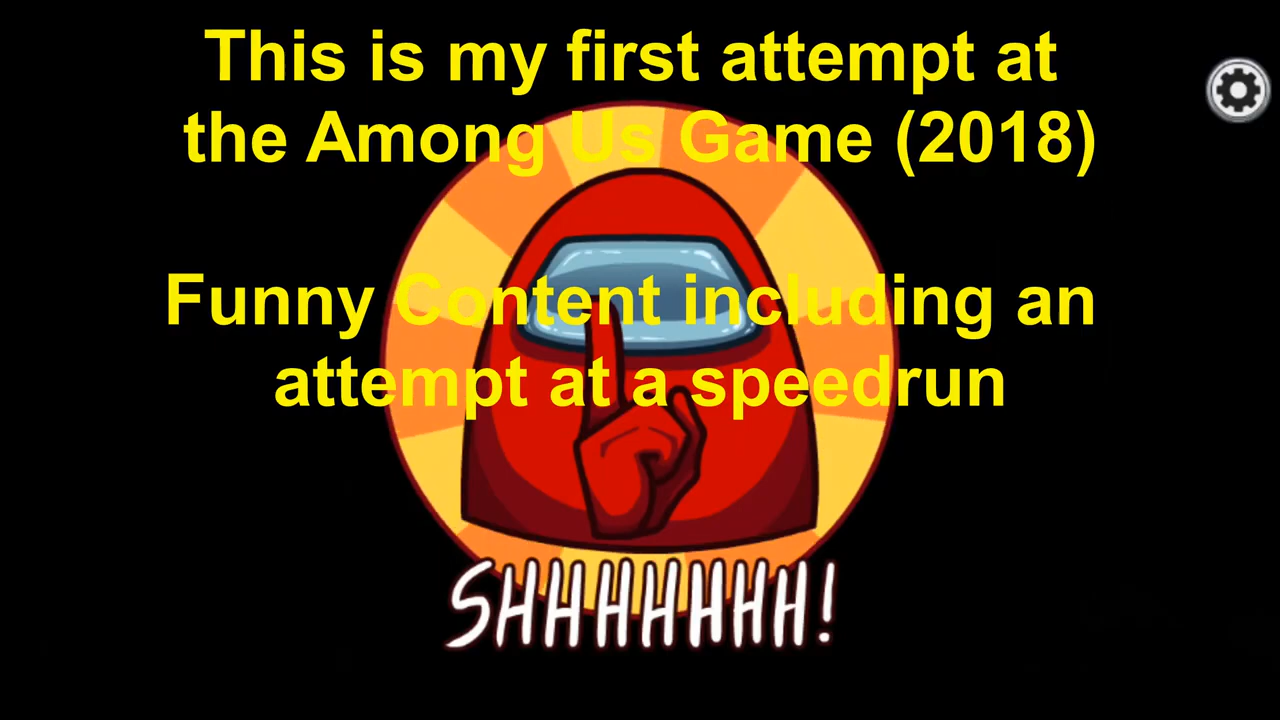 This is my first attempt at
the Among Us Game (2018)
Funny Content including an
attempt at a speedrun
SHHHHHHH!